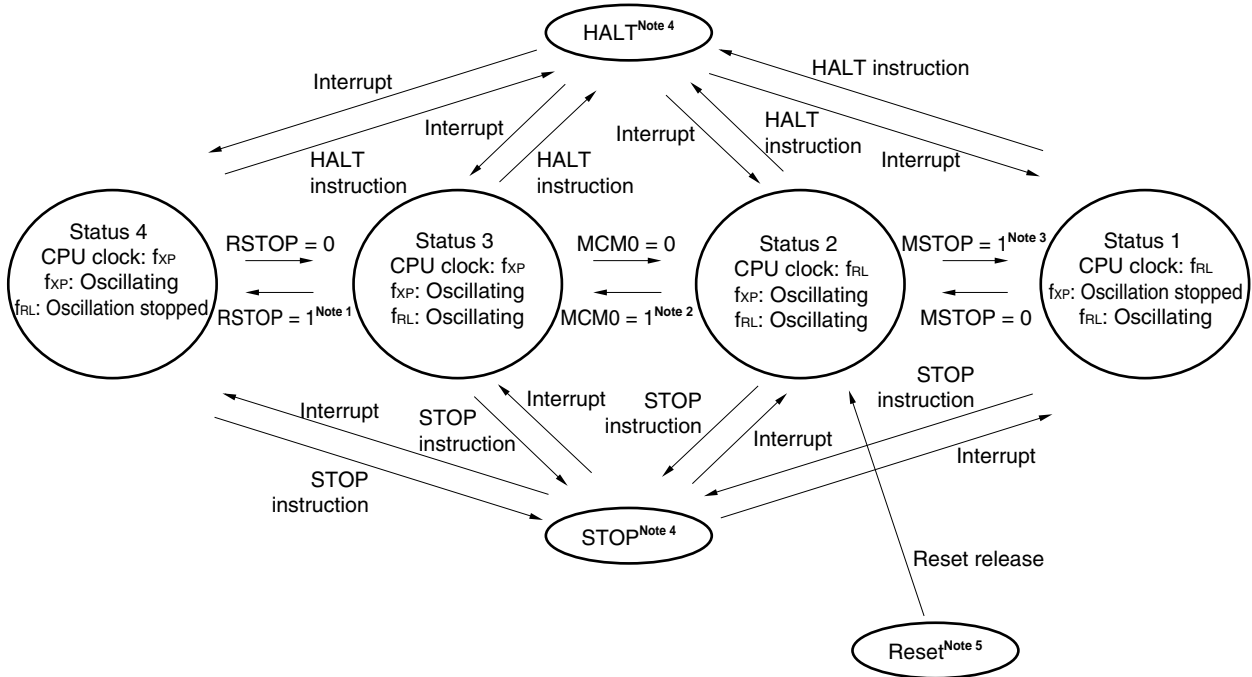 HALTNote 4
Interrupt
HALT instruction
Interrupt
HALT
instruction
Interrupt
HALT
instruction
Interrupt
HALT
instruction
Interrupt
Status 4
CPU clock: fXP
fXP: Oscillating
fRL: Oscillation stopped
RSTOP = 0
RSTOP = 1Note 1
Status 3
CPU clock: fXP
fXP: Oscillating
fRL: Oscillating
MCM0 = 0
MCM0 = 1Note 2
Status 2
CPU clock: fRL
fXP: Oscillating
fRL: Oscillating
MSTOP = 1Note 3
MSTOP = 0
Status 1
CPU clock: fRL
fXP: Oscillation stopped
fRL: Oscillating
Interrupt
STOP
instruction
STOP
instruction
Interrupt
STOP
instruction
Interrupt
STOP
instruction
Interrupt
STOPNote 4
Reset release
ResetNote 5